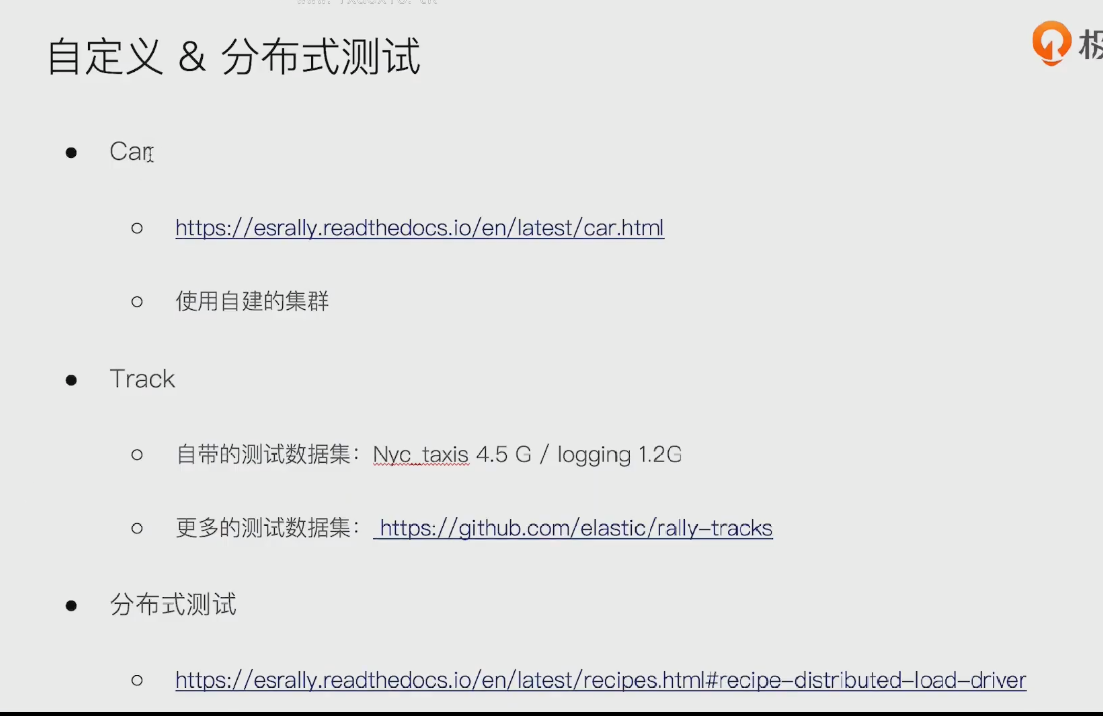 自定义 & 分布式测试
极
Car
https://esrally.readthedocs.io/en/latest/car.html
使用自建的集群
Track
自带的测试数据集：Nyc_taxis 4.5 G / logging 1.2G
更多的测试数据集： https://github.com/elastic/rally-tracks
分布式测试
https://esrally.readthedocs.io/en/latest/recipes.html#recipe-distributed-load-driver